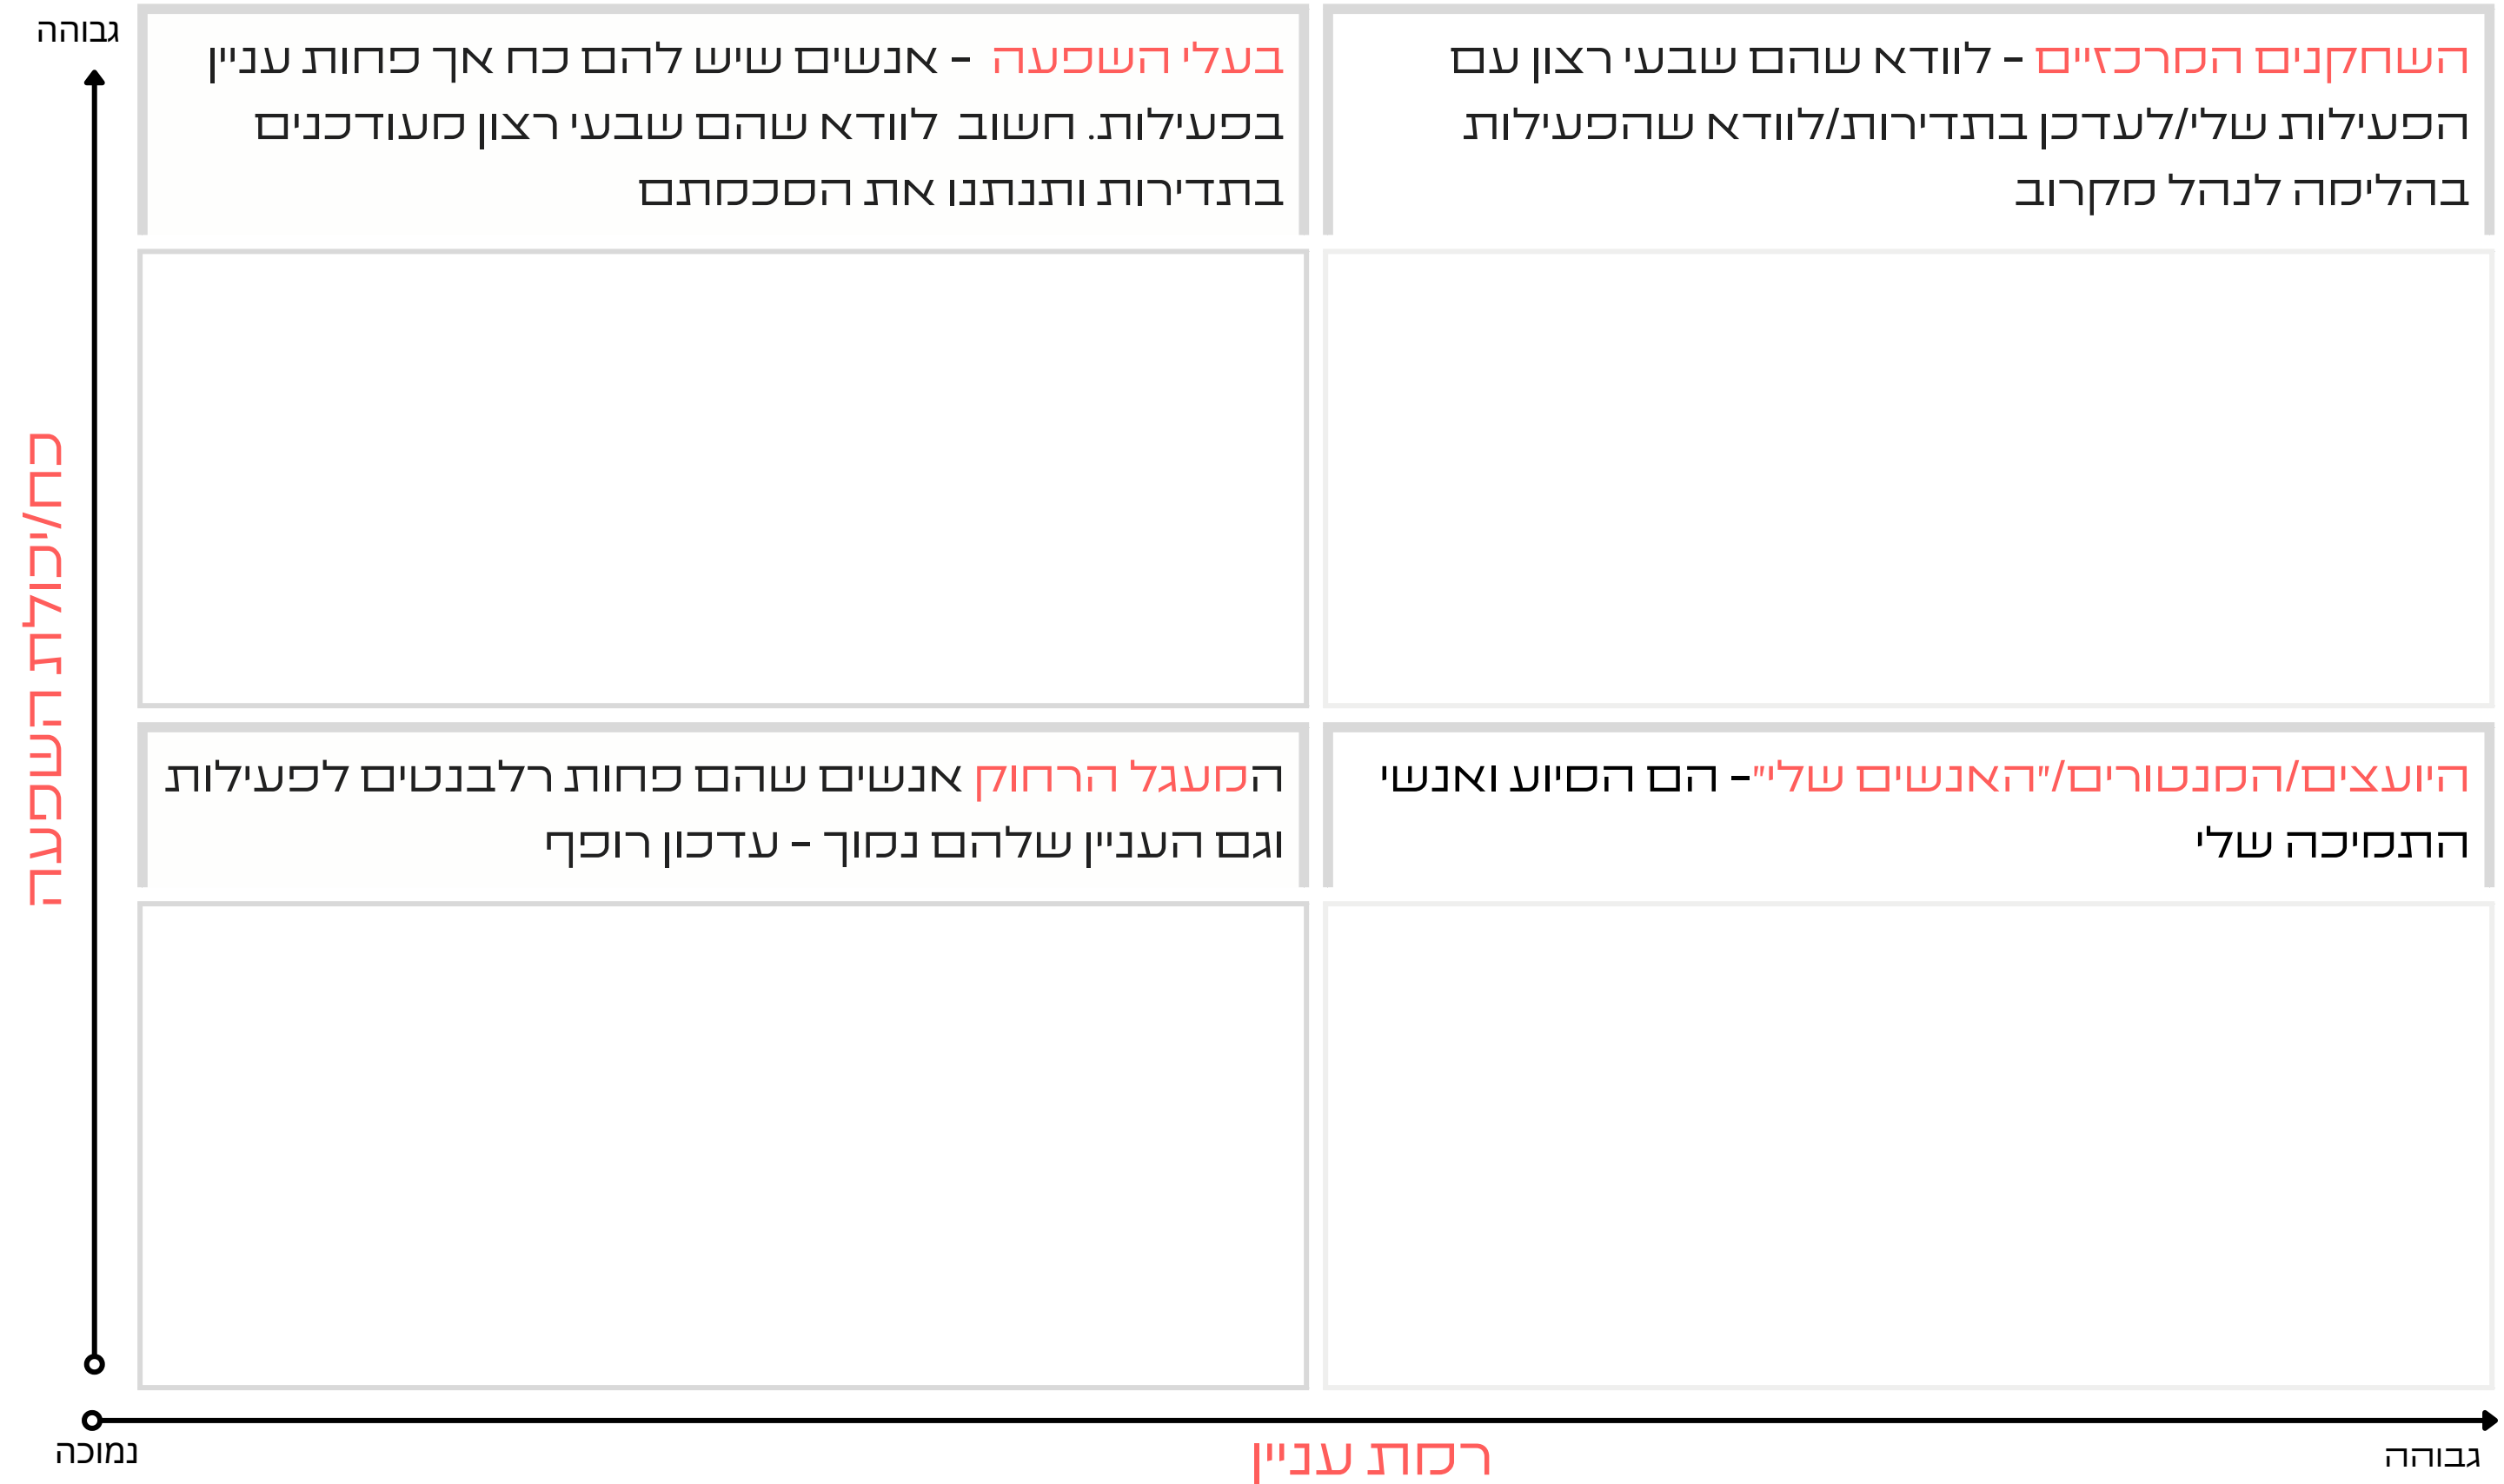 גבוהה
השחקנים המרכזיים - לוודא שהם שבעי רצון עם
הפעילות שלי/לעדכן בתדירות/לוודא שהפעילות
בהליסה לנהל מקרוב
בעלי השפעה - אנשים שיש להם כח אך פחות עניין
בפעילות. חשוב לוודא שהם שבעי רצון מעודכנים
בתדירות ותנתנו את הסכמתם
כח/יכולת השופעה
היועצים/המנטורים/"האנשים שלי"- הם הסיוע ואנשי
התמיכה שלי
המעגל הרחוק אנשים שהם פחות רלבנטים לפעילות
וגם העניין שלהם נמוך - עדכון רופף
נמוכה
רמת עניין
גבוהה